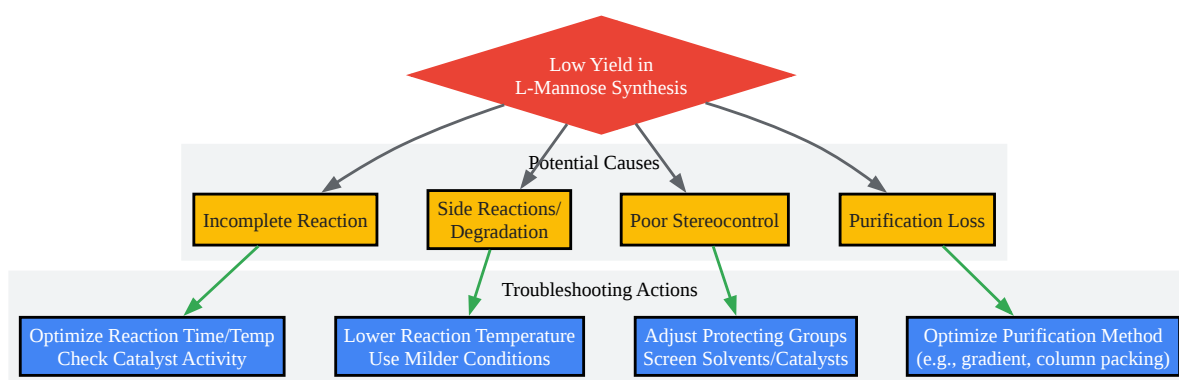 Low Yield in
L-Mannose Synthesis
Potential Causes
Incomplete Reaction
Side Reactions/
Degradation
Poor Stereocontrol
Purification Loss
Troubleshooting Actions
Optimize Reaction Time/Temp
Check Catalyst Activity
Lower Reaction Temperature
Use Milder Conditions
Adjust Protecting Groups
Screen Solvents/Catalysts
Optimize Purification Method
(e.g., gradient, column packing)